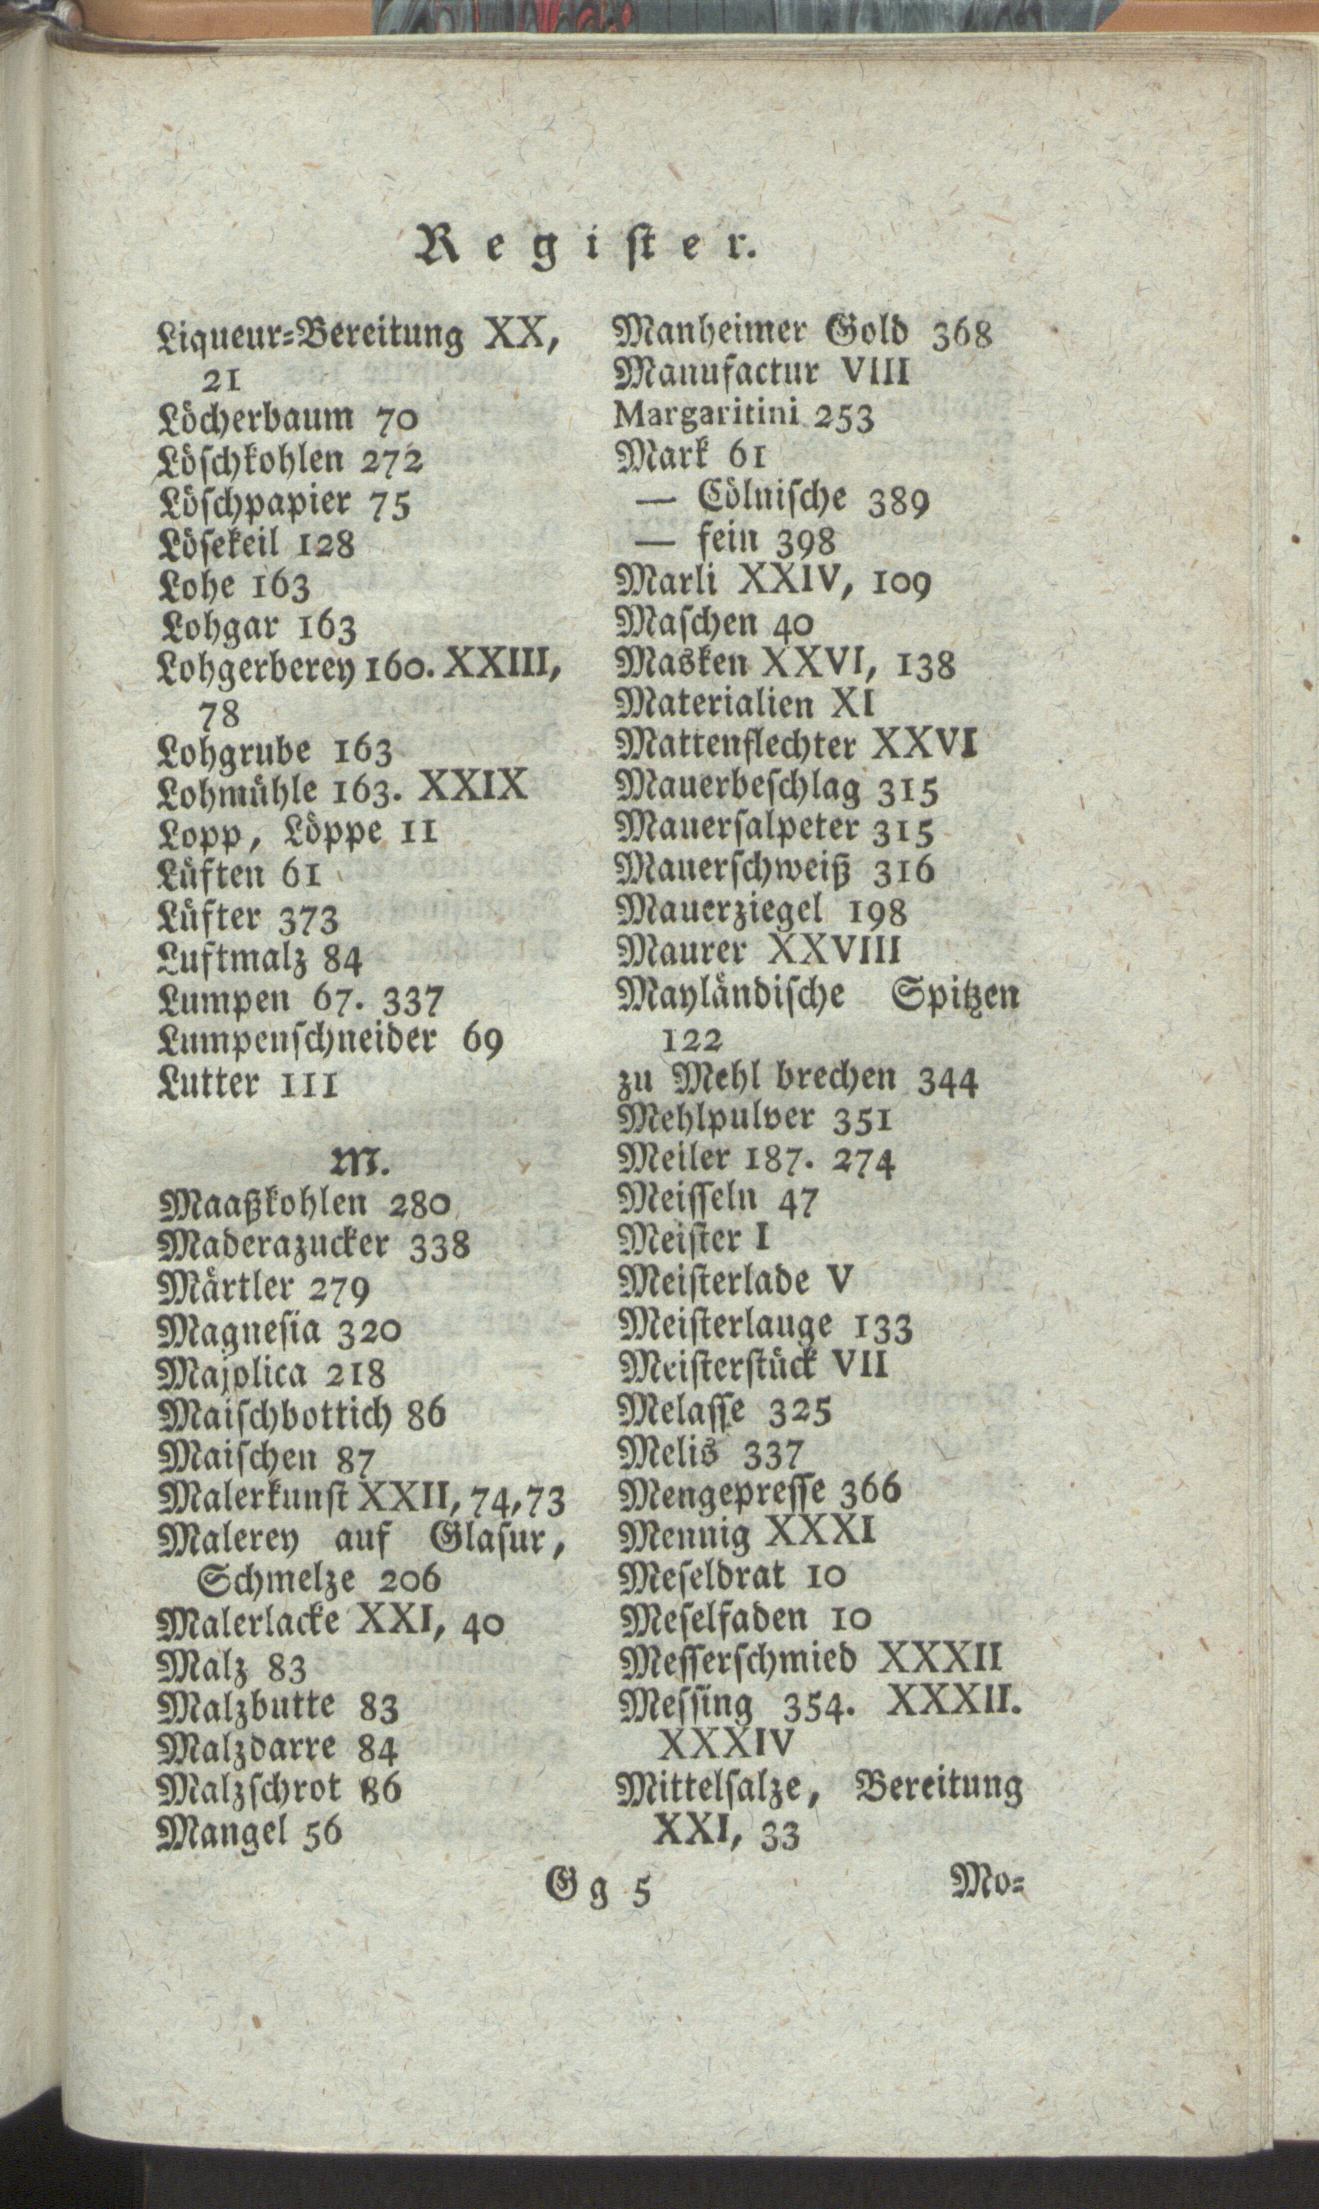 Register.
Liqueur-Bereitung XX,
21
Löcherbaum 70
Löschkohlen 272
Löschpapier 75
Lösekeil 128
Lohe 163
Lohgar 163
Lohgerberey 160. XXIII,
78
Lohgrube 163
Lohmühle 163. XXIX
Lopp, Löppe 11
Lüften 61
Lüfter 373
Luftmalz 84
Lumpen 67. 337
Lumpenschneider 69
Lutter 111
M.
Maaßkohlen 280
Maderazucker 338
Märtler 279
Magnesia 320
Majolica 218
Maischbottich 86
Maischen 87
Malerkunst XXII, 74, 73
Malerey auf Glasur,
Schmelze 206
Malerlacke XXI, 40
Malz 83
Malzbutte 83
Malzdarre 84
Malzschrot 86
Mangel 56
Manheimer Gold 368
Manufactur VIII
Margaritini 253
Mark 61
— Cölnische 389
— fein 398
Marli XXIV, 109
Maschen 40
Masken XXVI, 138
Materialien XI
Mattenflechter XXVI
Mauerbeschlag 315
Mauersalpeter 315
Mauerschweiß 316
Mauerziegel 198
Maurer XXVIII
Mayländische Spitzen
122
zu Mehl brechen 344
Mehlpulver 351
Meiler 187. 274
Meisseln 47
Meister I
Meisterlade V
Meisterlauge 133
Meisterstück VII
Melasse 325
Melis 337
Mengepresse 366
Mennig XXXI
Meseldrat 10
Meselfaden 10
Messerschmied XXXII
Messing 354. XXXII.
XXXIV
Mittelsalze, Bereitung
XXI, 33
Gg 5
Mo-